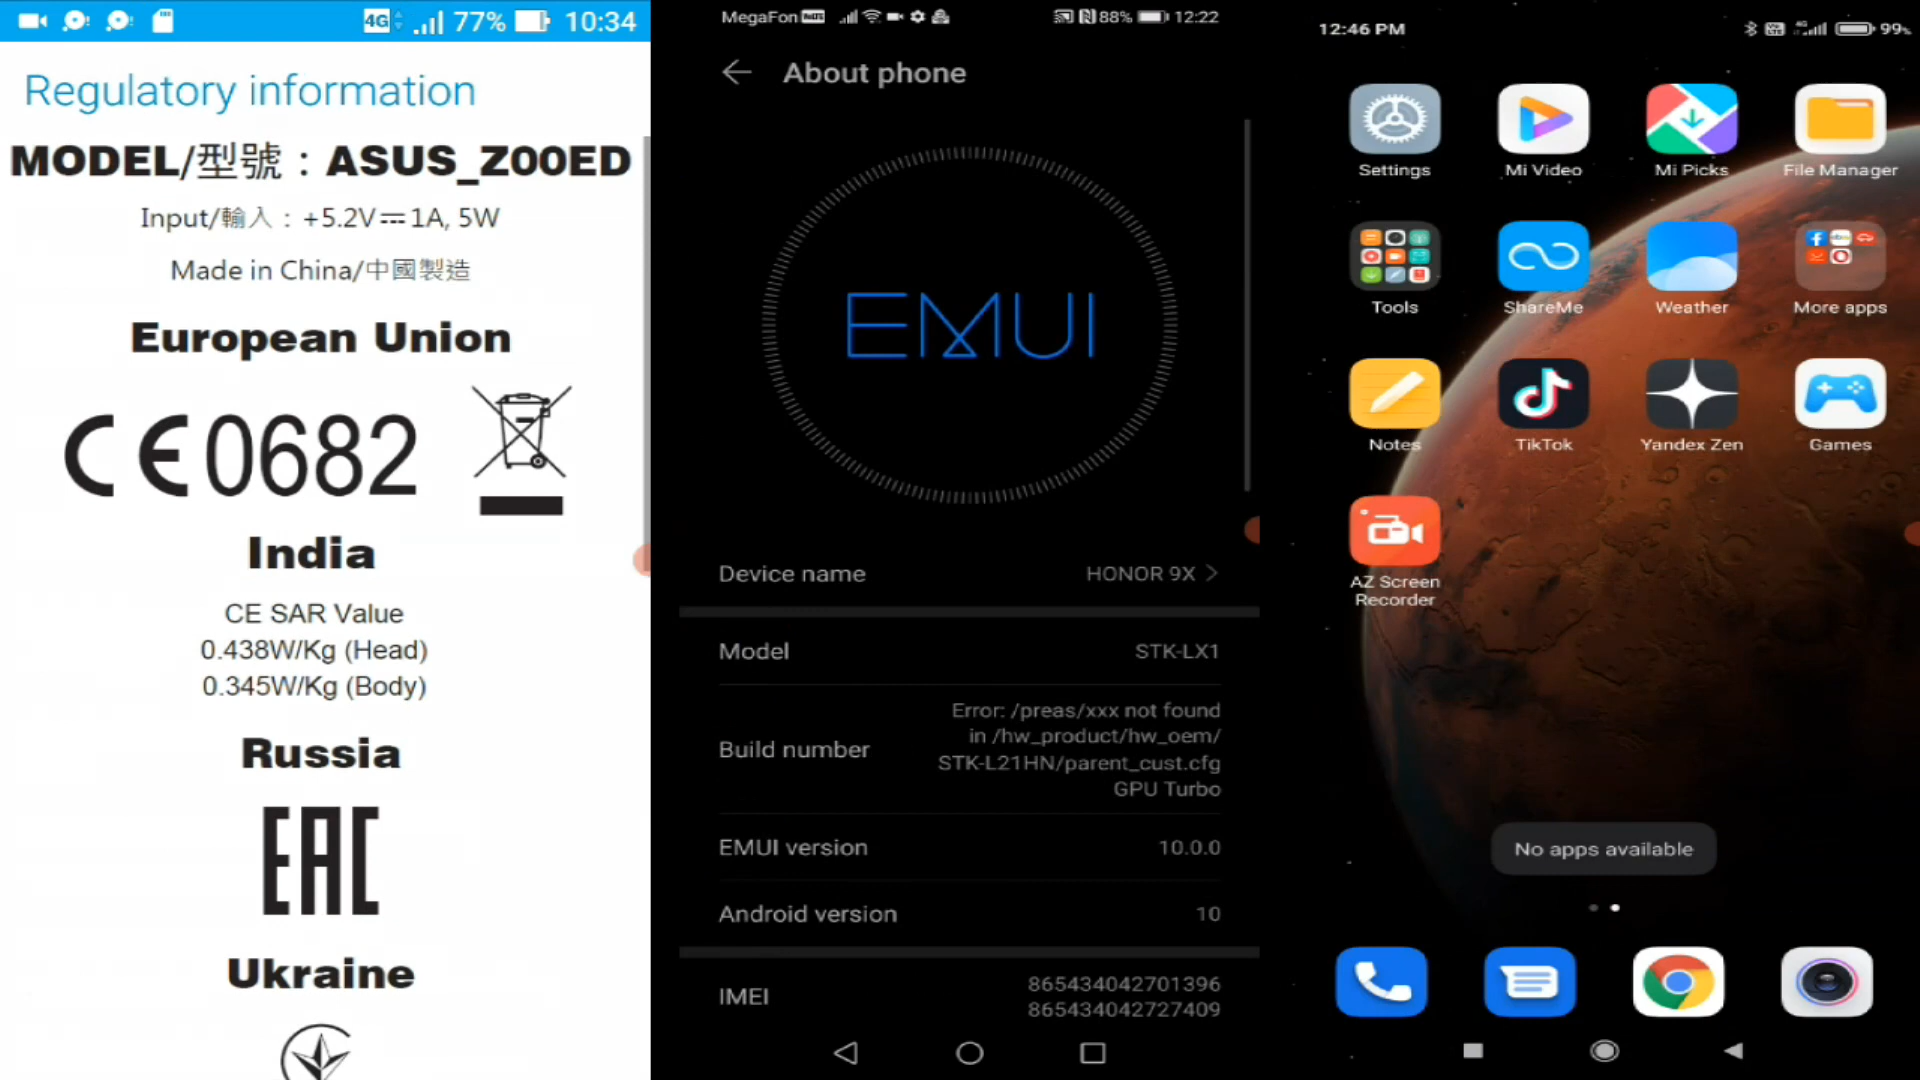 4G 77% 10:34
Regulatory information
MODEL/型號：ASUS_Z00ED
Input/輸入：+5.2V⎓1A, 5W
Made in China/中國製造
European Union
CE0682
India
CE SAR Value
0.438W/Kg (Head)
0.345W/Kg (Body)
Russia
EAC
Ukraine
MegaFon VoLTE 88% 12:22
About phone
EMUI
Device name HONOR 9X
Model STK-LX1
Build number Error: /preas/xxx not found
in /hw_product/hw_oem/
STK-L21HN/parent_cust.cfg
GPU Turbo
EMUI version 10.0.0
Android version 10
IMEI 865434042701396
865434042727409
12:46 PM 4G 99%
Settings Mi Video Mi Picks File Manager
Tools ShareMe Weather More apps
Notes TikTok Yandex Zen Games
AZ Screen
Recorder
No apps available